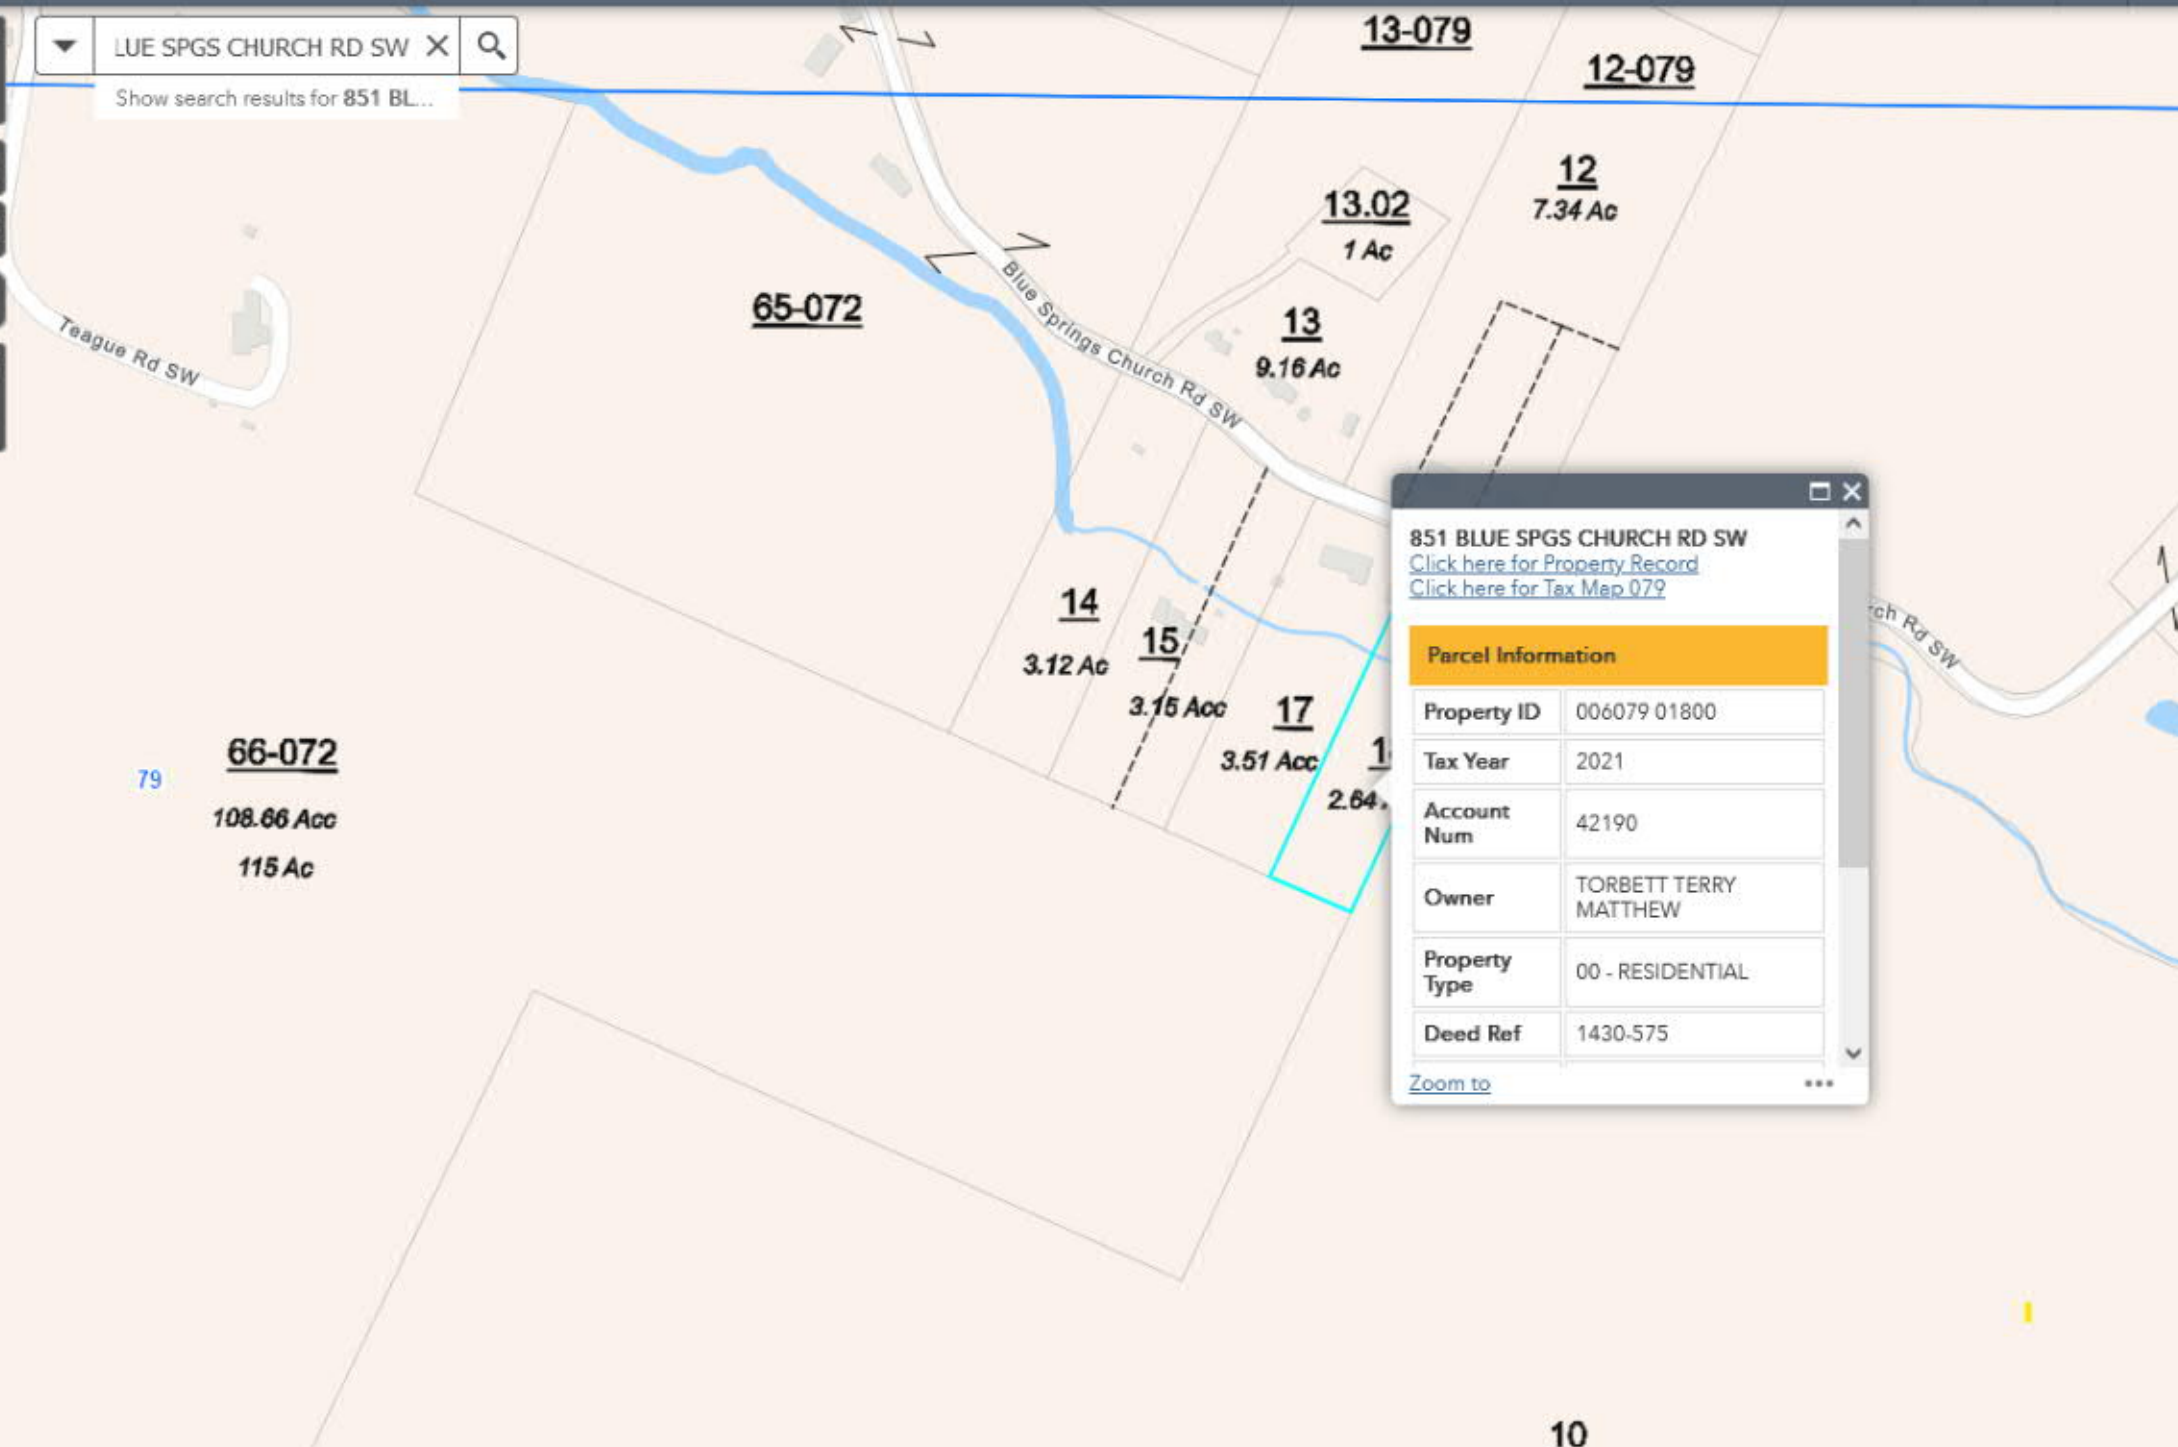 LUE SPGS CHURCH RD SW
Show search results for 851 BL...
13-079
12-079
12
7.34 Ac
13.02
1 Ac
65-072
Blue Springs Church Rd SW
13
9.16 Ac
Teague Rd SW
851 BLUE SPGS CHURCH RD SW
Click here for Property Record
Click here for Tax Map 079
Parcel Information
Property ID 006079 01800
Tax Year 2021
Account
Num
42190
Owner
TORBETT TERRY
MATTHEW
Property
Type
00 - RESIDENTIAL
Deed Ref 1430-575
Zoom to
rch Rd SW
14
3.12 Ac
15
3.15 Acc
17
3.51 Acc
2.64
66-072
79
108.66 Acc
115 Ac
10